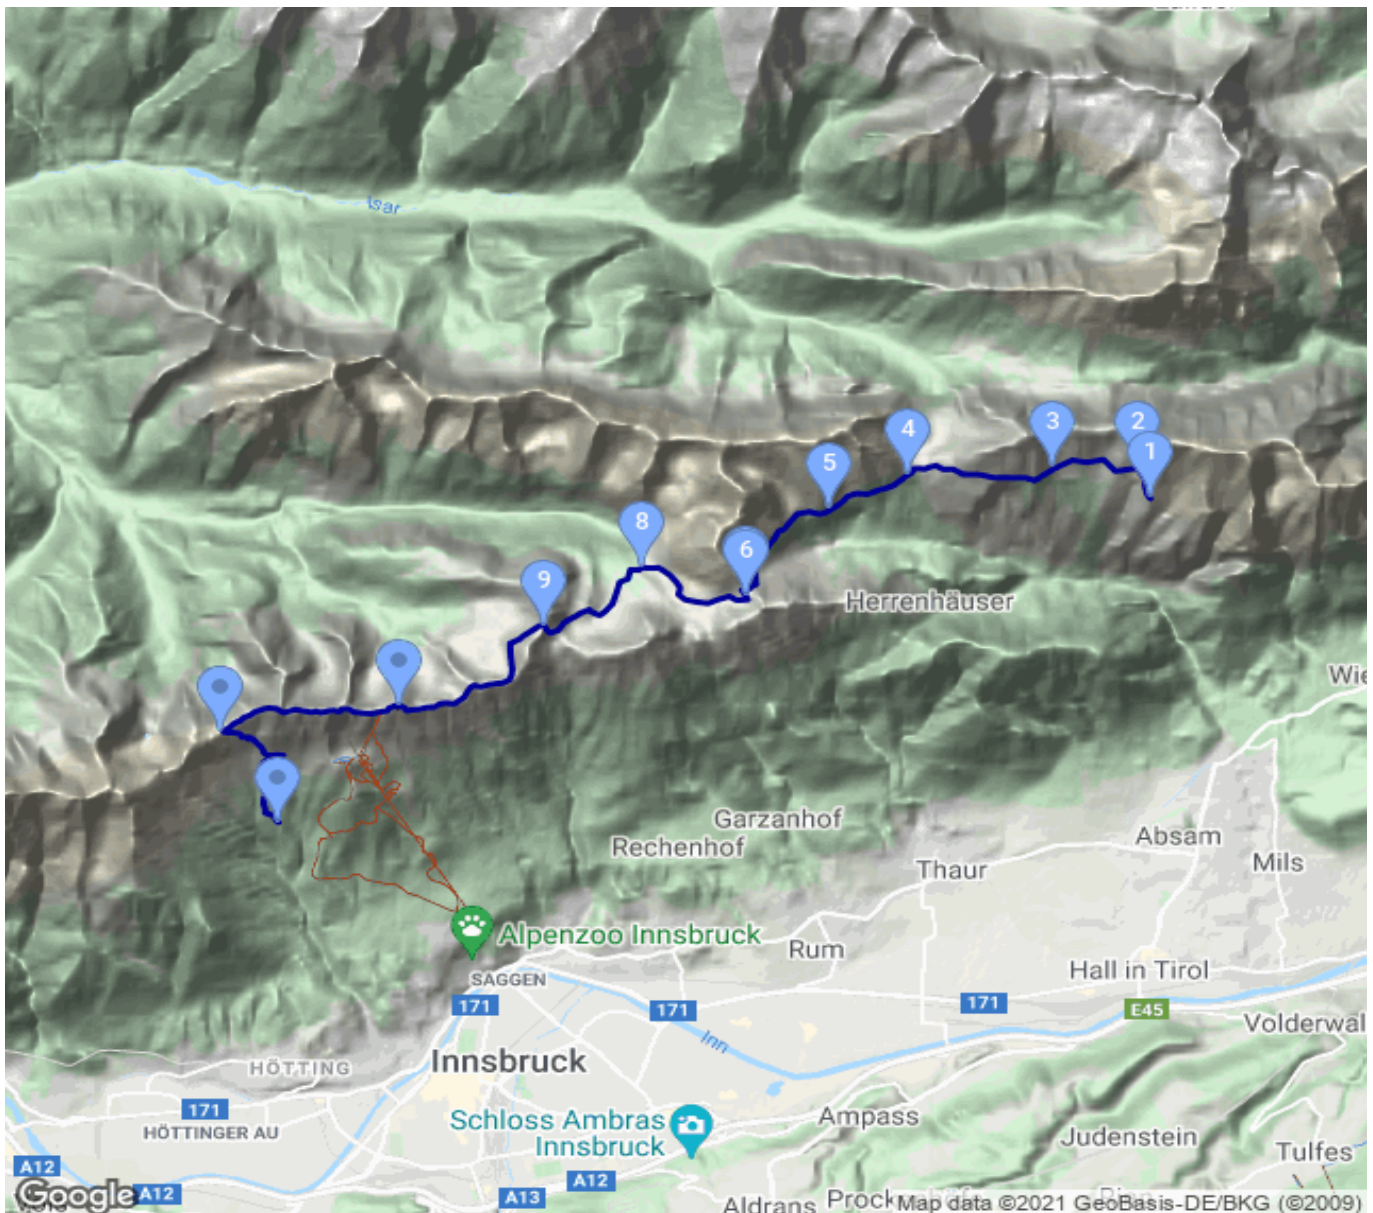 Isar
2
3
1
4
5
8
6
9
Herrenhäuser
Wie
Garzanhof
Rechenhof
Absam
Mils
Thaur
Alpenzoo Innsbruck
Rum
SAGGEN
Hall in Tirol
171
171
171
E45
Volderwal
Inn
Innsbruck
HÖTTING
171
HÖTTINGER AU
Schloss Ambras
Innsbruck
Ampass
Judenstein
Tulfes
A12
A12
A12
A13
Google
Aldrans
Map data ©2021 GeoBasis-DE/BKG (©2009)